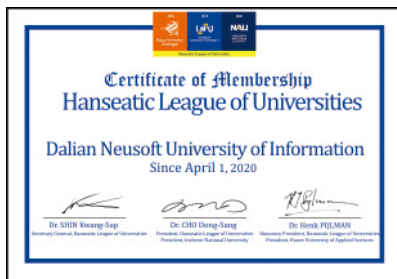 INU
NAU
Hanseatic League of Universities
Certificate of Membership
Hanseatic League of Universities
Dalian Neusoft University of Information
Since April 1, 2020
Dr. SHIN Kwang-Sup
Secretary General, Hanseatic League of Universities
Dr. CHO Dong-Sung
President, Hanseatic League of Universities
President, Incheon National University
Dr. Henk PIJLMAN
Honorary President, Hanseatic League of Universities
President, Hanze University of Applied Sciences